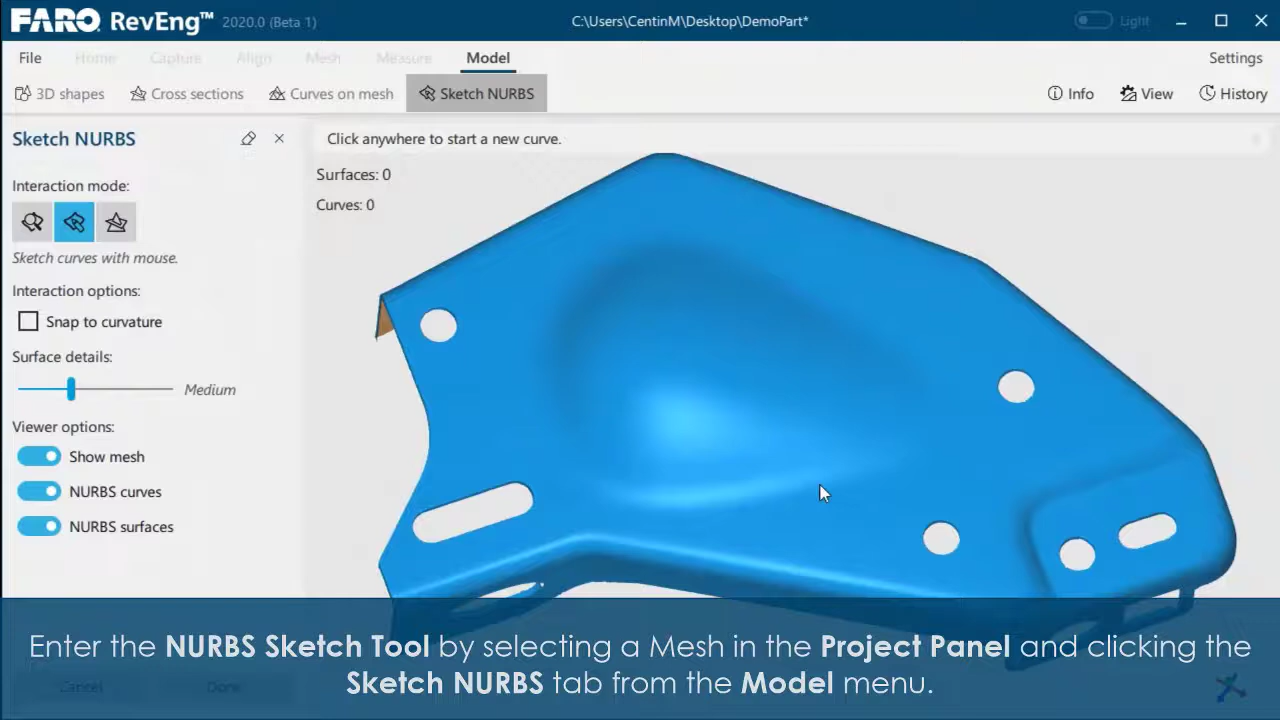 FARO RevEng™ 2020.0 (Beta 1)
C:\Users\CentinM\Desktop\DemoPart*
Light
File Home Capture Align Mesh Measure Model Settings
3D shapes Cross sections Curves on mesh Sketch NURBS Info View History
Sketch NURBS
Click anywhere to start a new curve.
Surfaces: 0
Curves: 0
Interaction mode:
Sketch curves with mouse.
Interaction options:
Snap to curvature
Surface details:
Medium
Viewer options:
Show mesh
NURBS curves
NURBS surfaces
Cancel Done
Enter the NURBS Sketch Tool by selecting a Mesh in the Project Panel and clicking the
Sketch NURBS tab from the Model menu.